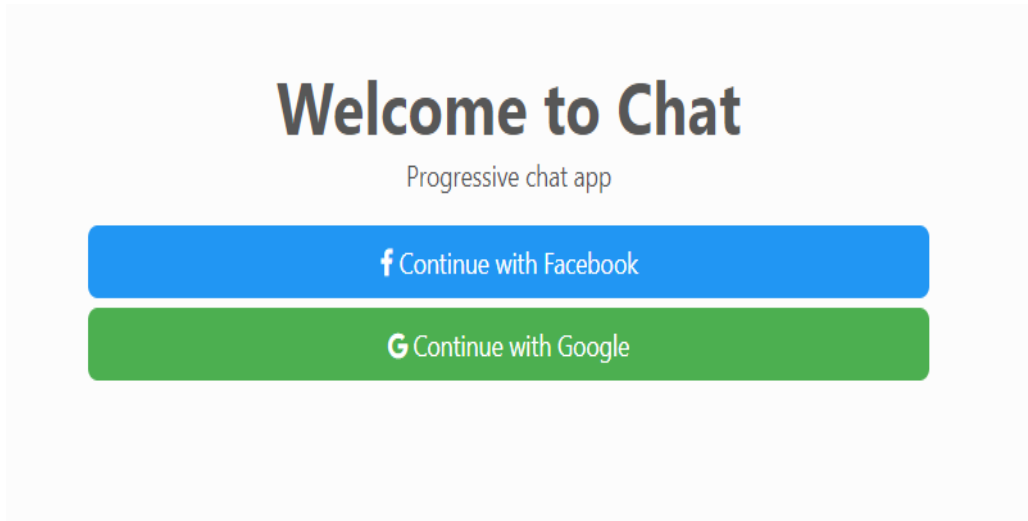 Welcome to Chat
Progressive chat app
Continue with Facebook
Continue with Google